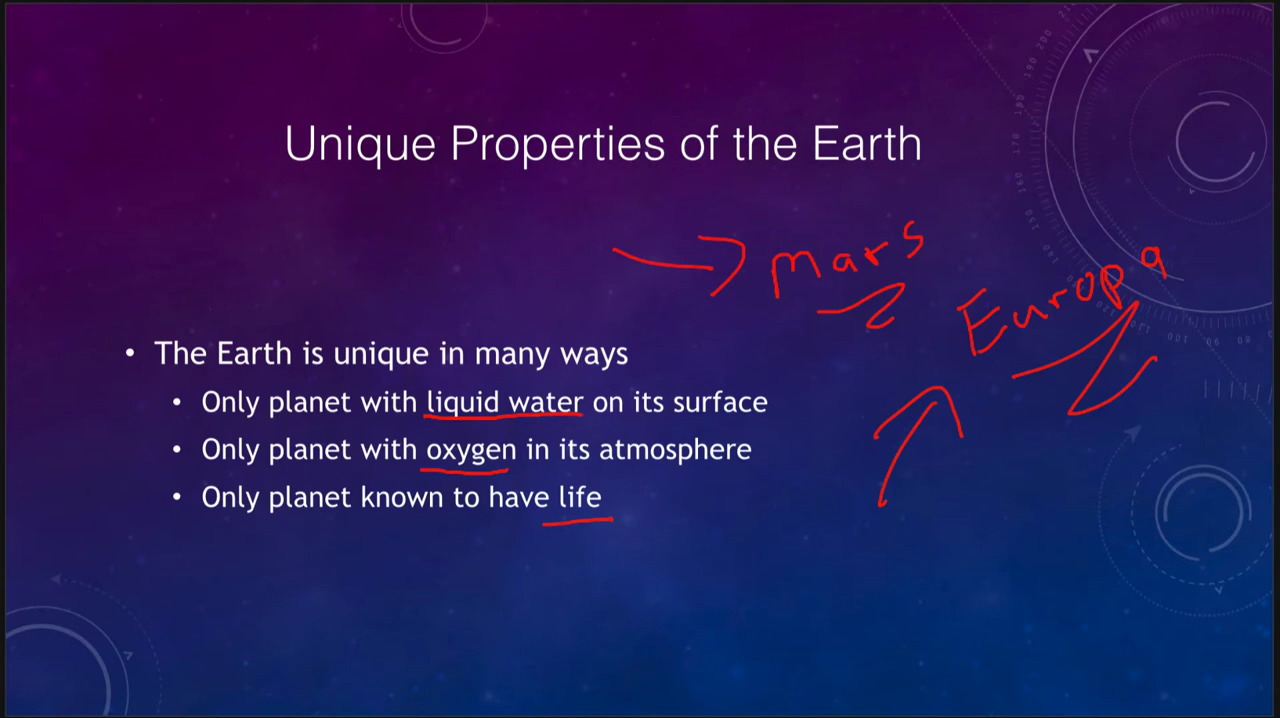 Unique Properties of the Earth
Mars
Europa
• The Earth is unique in many ways
• Only planet with liquid water on its surface
• Only planet with oxygen in its atmosphere
• Only planet known to have life